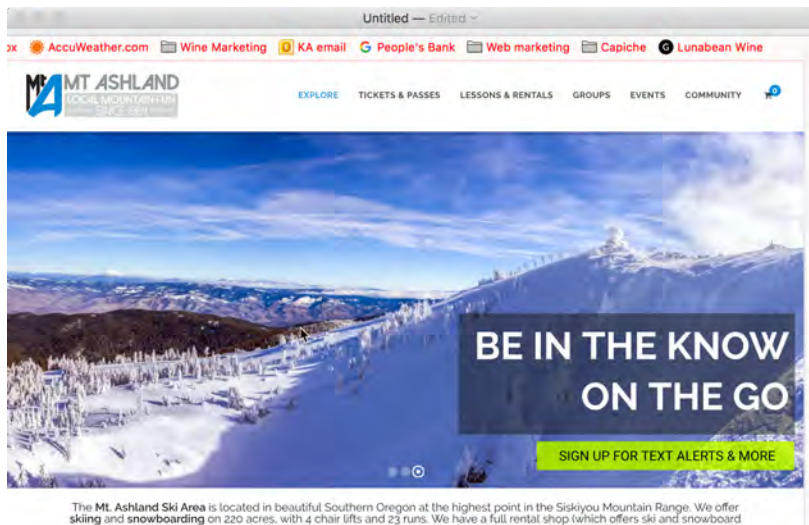 Untitled — Edited
AccuWeather.com Wine Marketing KA email People's Bank Web marketing Capiche Lunabean Wine
MT ASHLAND
LOCAL MOUNTAIN FUN
EXPLORE TICKETS & PASSES LESSONS & RENTALS GROUPS EVENTS COMMUNITY 0
BE IN THE KNOW
ON THE GO
SIGN UP FOR TEXT ALERTS & MORE
The Mt. Ashland Ski Area is located in beautiful Southern Oregon at the highest point in the Siskiyou Mountain Range. We offer
skiing and snowboarding on 220 acres, with 4 chair lifts and 23 runs. We have a full rental shop (which offers ski and snowboard